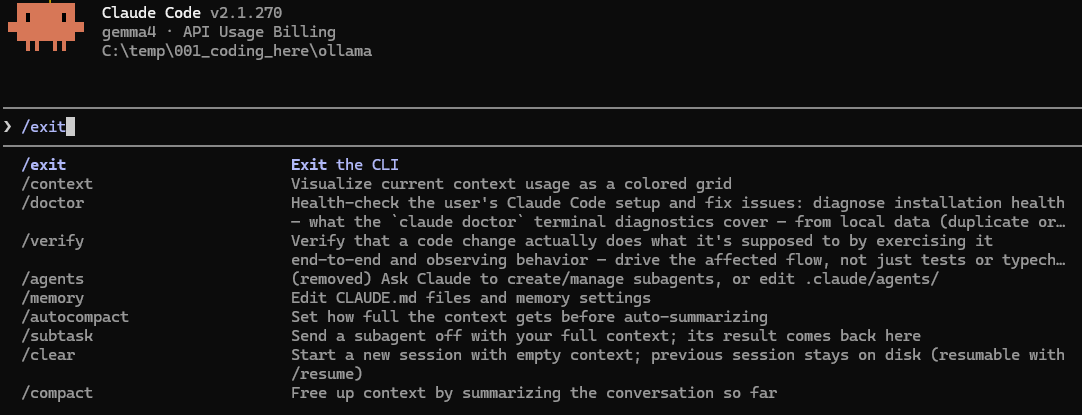 Claude Code v2.1.270
gemma4 · API Usage Billing
C:\temp\001_coding_here\ollama
❯ /exit
/exit Exit the CLI
/context Visualize current context usage as a colored grid
/doctor Health-check the user's Claude Code setup and fix issues: diagnose installation health
— what the `claude doctor` terminal diagnostics cover — from local data (duplicate or…
/verify Verify that a code change actually does what it's supposed to by exercising it
end-to-end and observing behavior — drive the affected flow, not just tests or typech…
/agents (removed) Ask Claude to create/manage subagents, or edit .claude/agents/
/memory Edit CLAUDE.md files and memory settings
/autocompact Set how full the context gets before auto-summarizing
/subtask Send a subagent off with your full context; its result comes back here
/clear Start a new session with empty context; previous session stays on disk (resumable with
/resume)
/compact Free up context by summarizing the conversation so far